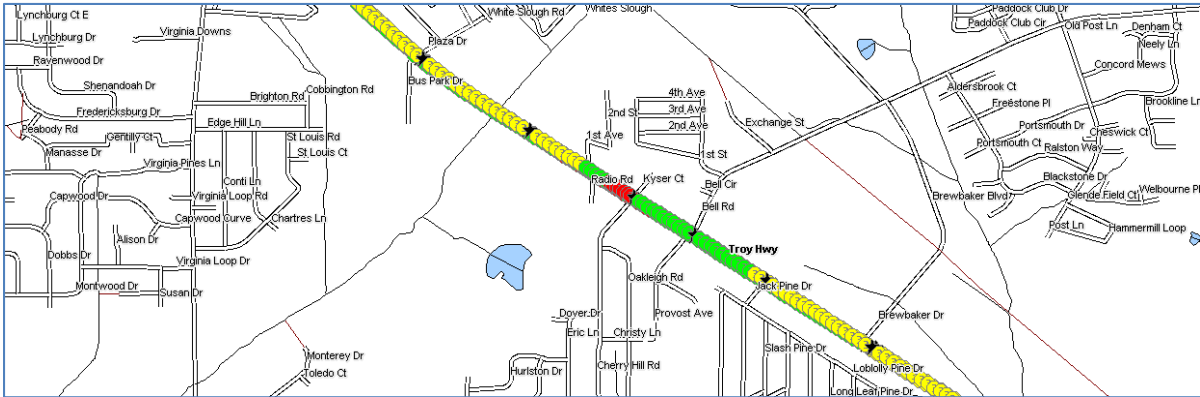 Lynchburg Ct E
Lynchburg Dr
Ravenwood Dr
Virginia Downs
Shenandoah Dr
Fredericksburg Dr
Peabody Rd
Gentilly Ct
Manasse Dr
Virginia Pines Ln
Capwood Dr
Alison Dr
Dobbs Dr
Montwood Dr
Susan Dr
Brighton Rd
Cobbington Rd
Edge Hill Ln
St Louis Rd
St Louis Ct
Conti Ln
Virginia Loop Rd
Capwood Curve
Chartres Ln
Virginia Loop Dr
Monterey Dr
Toledo Ct
White Slough Rd
Whites Slough
Plaza Dr
Bus Park Dr
4th Ave
2nd St
3rd Ave
2nd Ave
1st Ave
1st St
Exchange St
Radio Rd
Kyser Ct
Bell Cir
Bell Rd
Troy Hwy
Oakleigh Rd
Jack Pine Dr
Provost Ave
Dover Dr
Eric Ln
Christy Ln
Cherry Hill Rd
Hurlston Dr
Slash Pine Dr
Brewbaker Dr
Loblolly Pine Dr
Long Leaf Pine Dr
Paddock Club Dr
Paddock Club Cir
Old Post Ln
Denham Ct
Neely Ln
Concord Mews
Aldersbrook Ct
Freestone Pl
Brookline Ln
Portsmouth Dr
Cheswick Ct
Portsmouth Ct
Ralston Way
Blackstone Dr
Brewbaker Blvd
Glende Field Ct
Welbourne Pl
Post Ln
Hammermill Loop